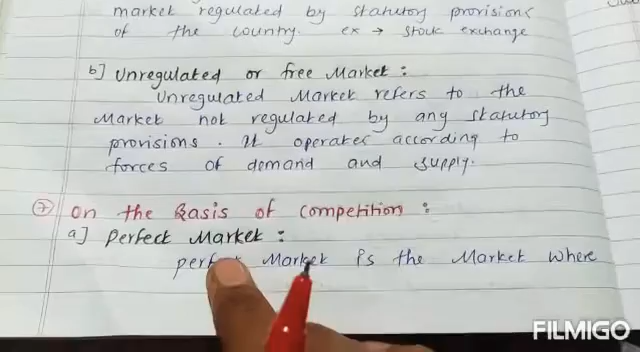 market regulated by statutory provisions
of the country. ex → stock exchange
b] Unregulated or free Market :
Unregulated Market refers to the
Market not regulated by any statutory
provisions. It operates according to
forces of demand and supply.
⑦ On the Basis of competition :
a] Perfect Market :
perfect Market is the Market where
FILMIGO